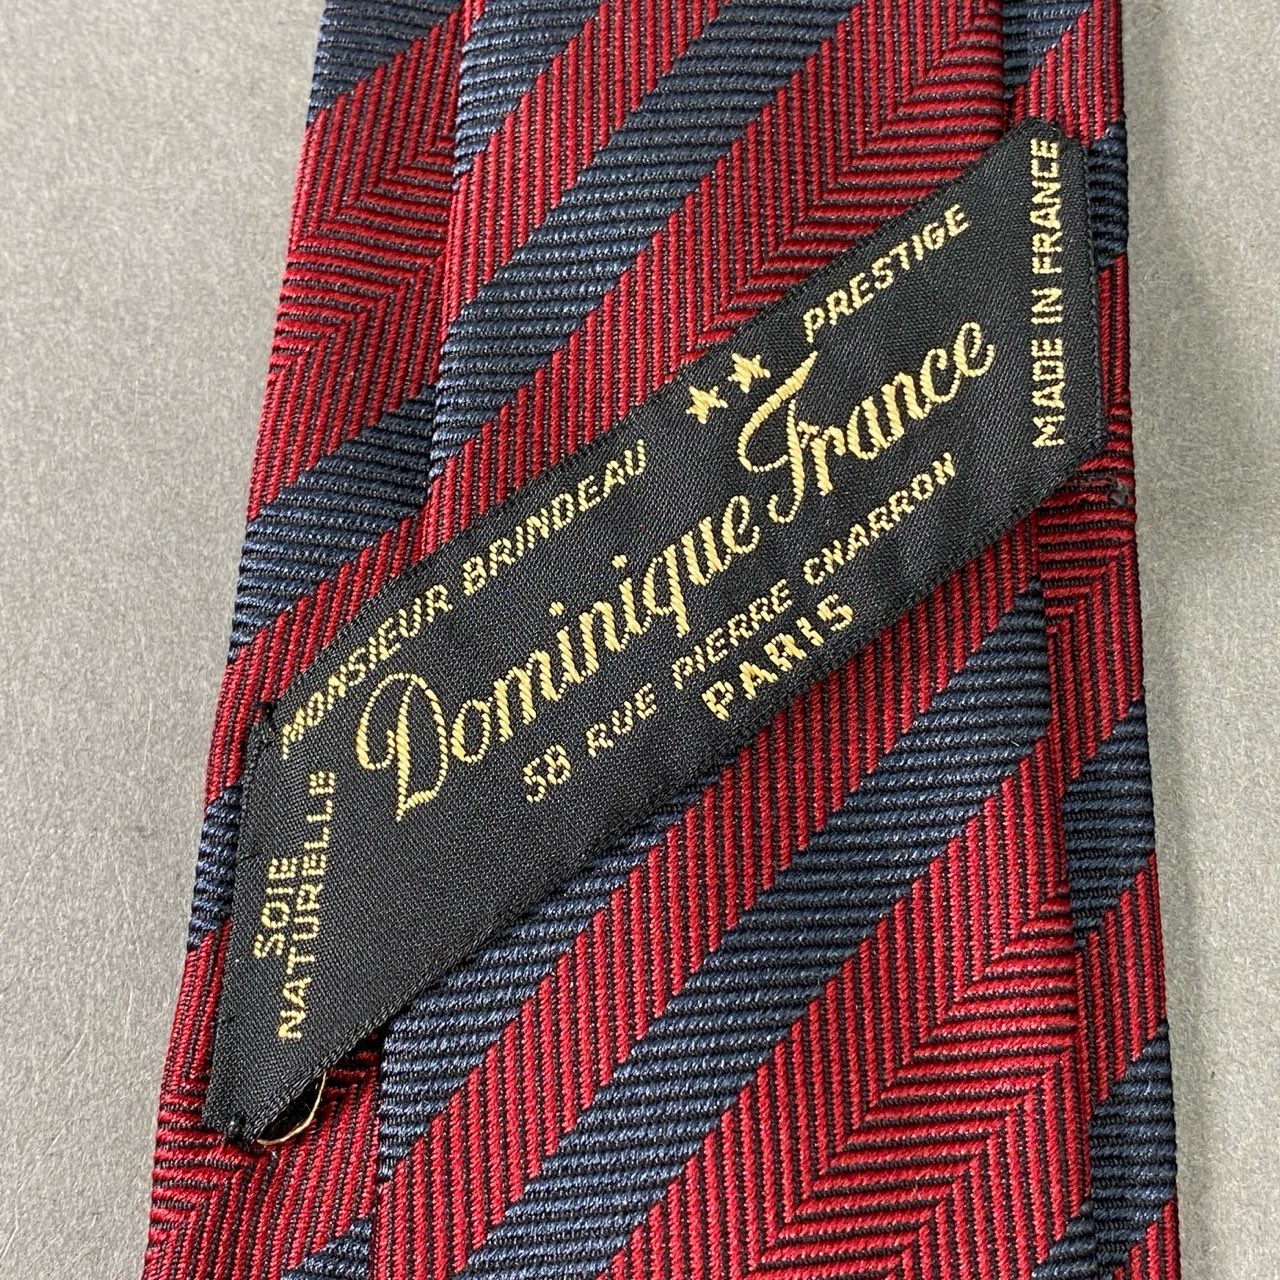 MONSIEUR BRINDEAU ★★ PRESTIGE
Dominique France
58 RUE PIERRE CHARRON
PARIS
SOIE
NATURELLE
MADE IN FRANCE